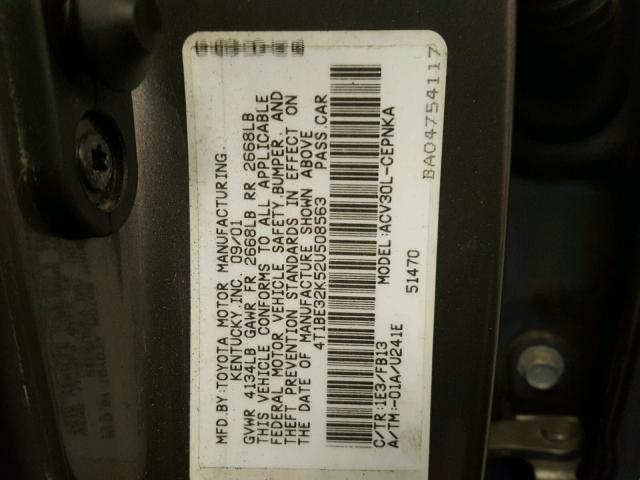 MFD BY:TOYOTA MOTOR MANUFACTURING.
KENTUCKY.INC. 09/01
GVWR 4134LB GAWR FR 2668LB RR 2668LB
THIS VEHICLE CONFORMS TO ALL APPLICABLE
FEDERAL MOTOR VEHICLE SAFETY,BUMPER, AND
THEFT PREVENTION STANDARDS IN EFFECT ON
THE DATE OF MANUFACTURE SHOWN ABOVE
4T1BE32K52U508563 PASS.CAR
C/TR:1E3/FB13 MODEL:ACV30L-CEPNKA
A/TM:-01A/U241E 51470
BA04754117